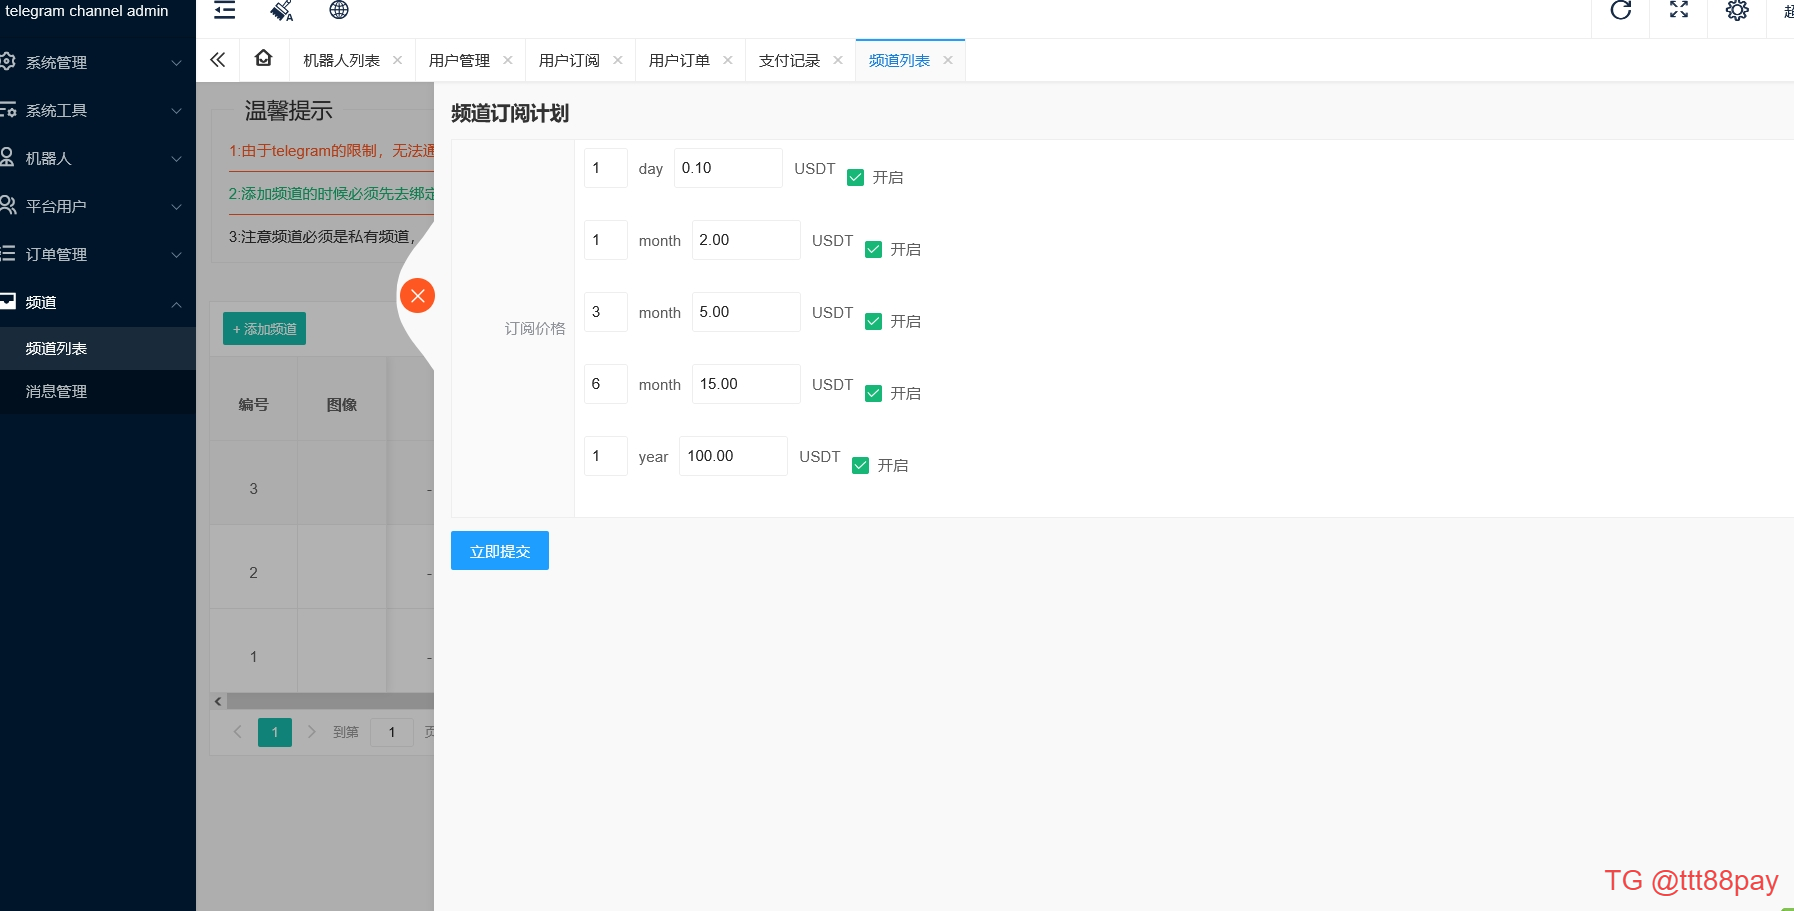 telegram channel admin
超
系统管理
系统工具
机器人
平台用户
订单管理
频道
频道列表
消息管理
机器人列表
用户管理
用户订阅
用户订单
支付记录
频道列表
温馨提示
1:由于telegram的限制，无法通
2:添加频道的时候必须先去绑定
3:注意频道必须是私有频道，
+ 添加频道
编号 图像
3 -
2 -
1 -
1 到第 1 页
频道订阅计划
订阅价格
1 day 0.10 USDT 开启
1 month 2.00 USDT 开启
3 month 5.00 USDT 开启
6 month 15.00 USDT 开启
1 year 100.00 USDT 开启
立即提交
TG @ttt88pay